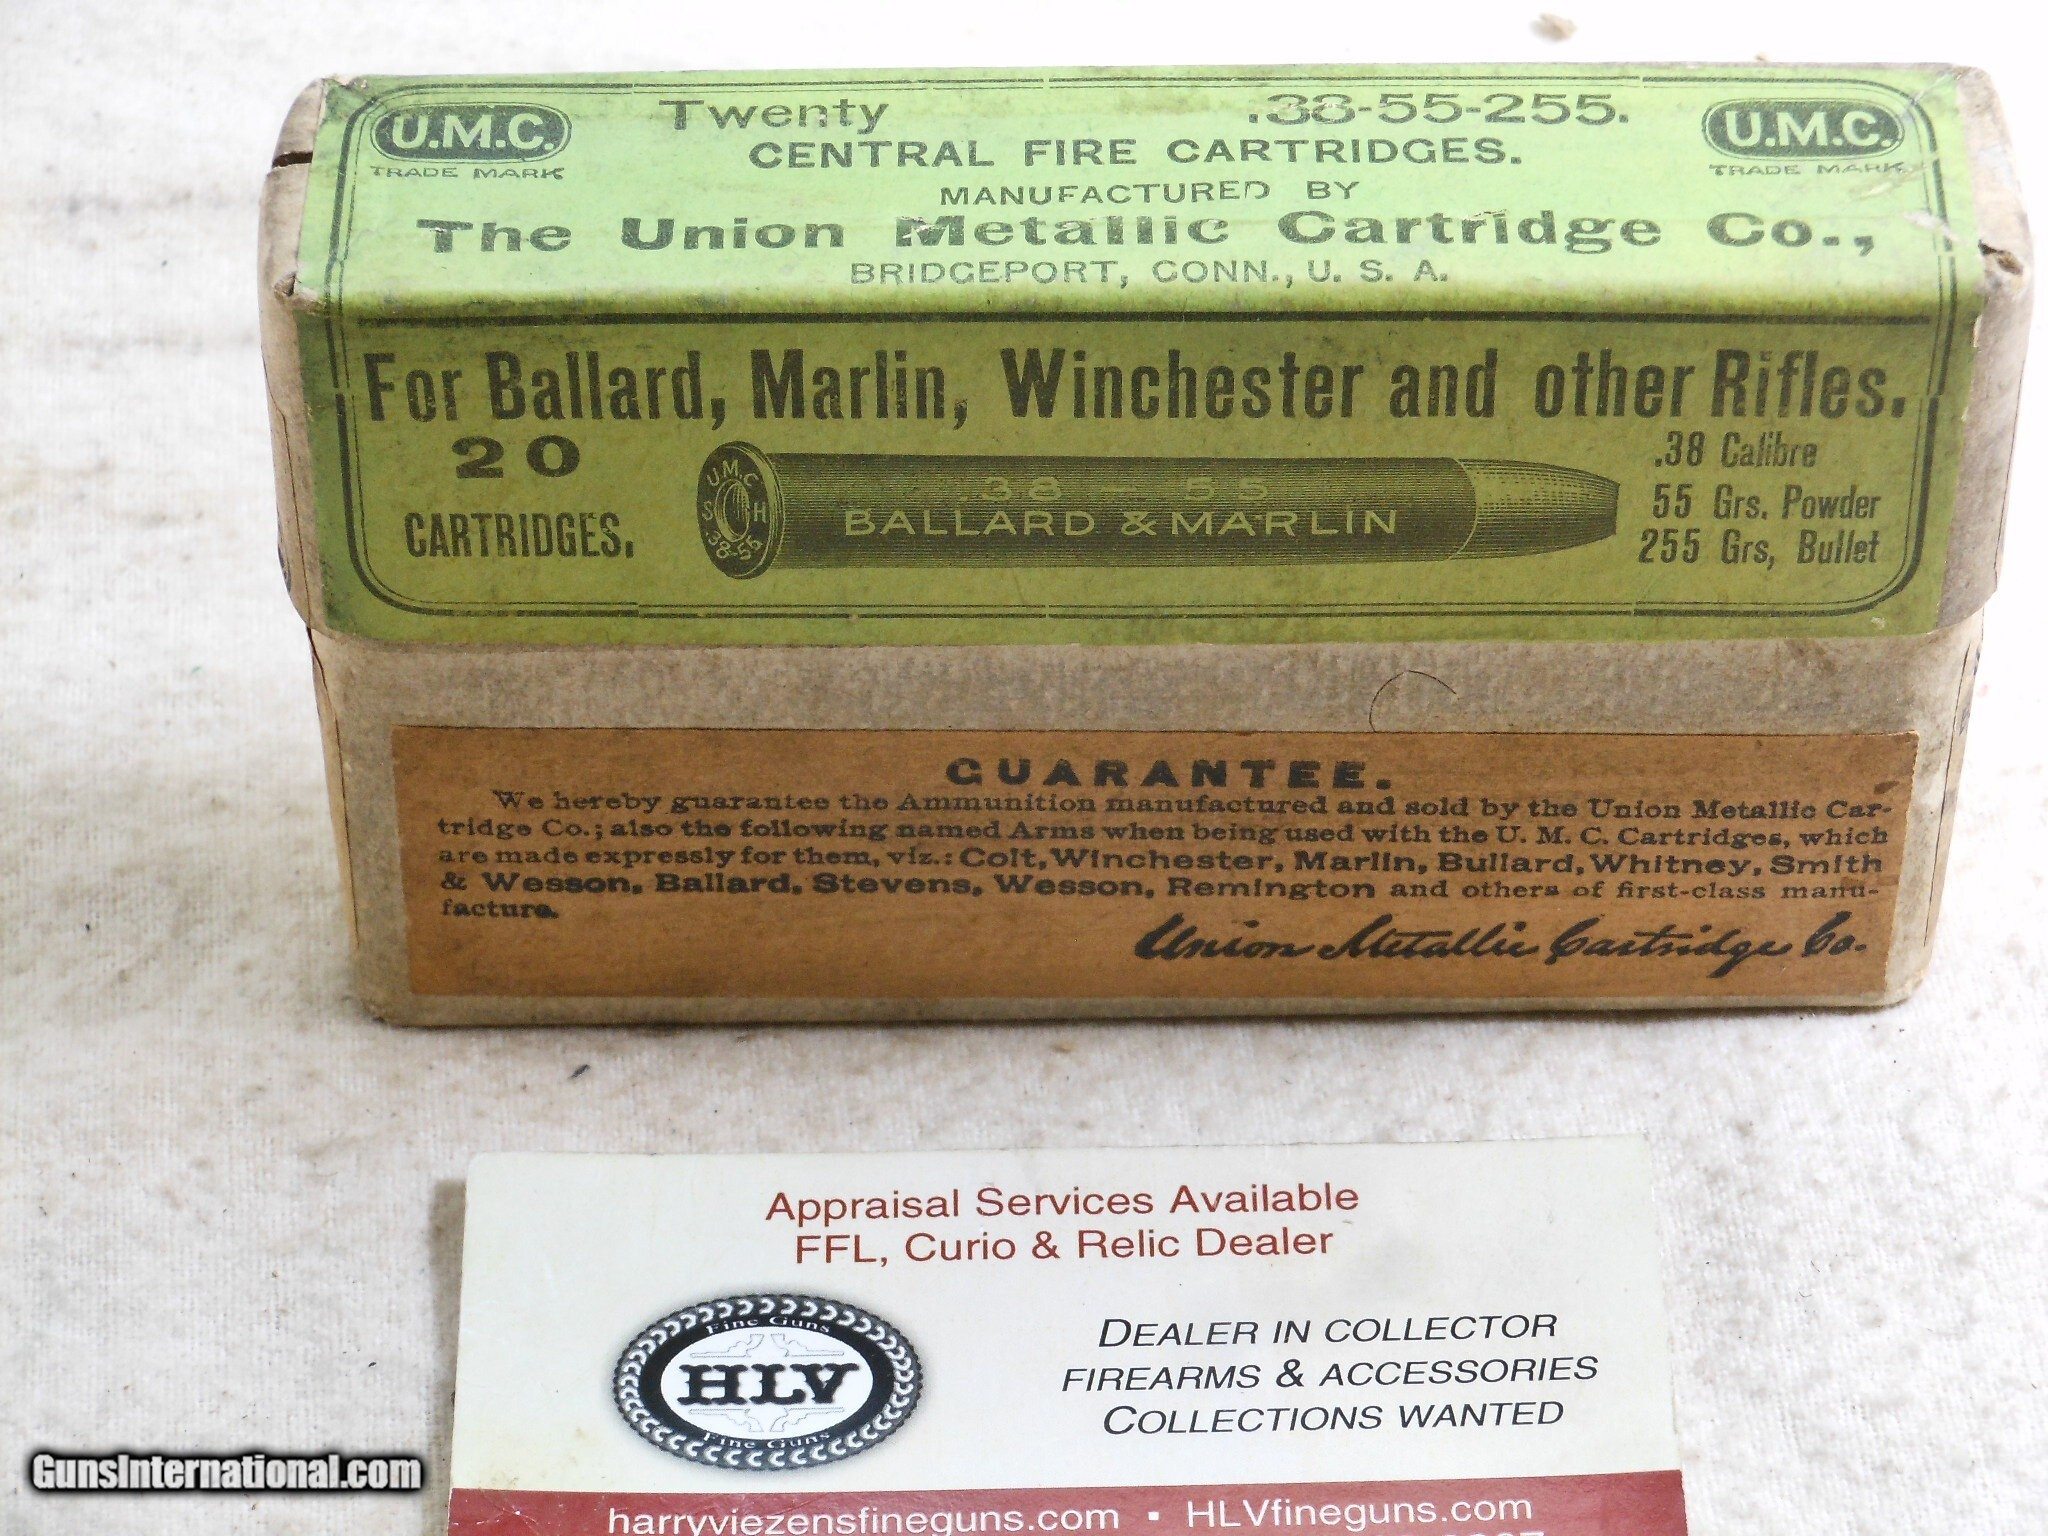 U.M.C. Twenty .38-55-255. U.M.C.
TRADE MARK CENTRAL FIRE CARTRIDGES. TRADE MARK
MANUFACTURED BY
The Union Metallic Cartridge Co.,
BRIDGEPORT, CONN., U. S. A.
For Ballard, Marlin, Winchester and other Rifles.
20
CARTRIDGES.
U.M.C.
S H
.38-55
.38 — 55
BALLARD & MARLIN
.38 Calibre
55 Grs. Powder
255 Grs, Bullet
GUARANTEE.
We hereby guarantee the Ammunition manufactured and sold by the Union Metallic Car-
tridge Co.; also the following named Arms when being used with the U. M. C. Cartridges, which
are made expressly for them, viz.: Colt, Winchester, Marlin, Bullard, Whitney, Smith
& Wesson, Ballard, Stevens, Wesson, Remington and others of first-class manu-
facture.
Union Metallic Cartridge Co.
Appraisal Services Available
FFL, Curio & Relic Dealer
Fine Guns
HLV
Fine Guns
DEALER IN COLLECTOR
FIREARMS & ACCESSORIES
COLLECTIONS WANTED
harryviezensfineguns.com • HLVfineguns.com
GunsInternational.com